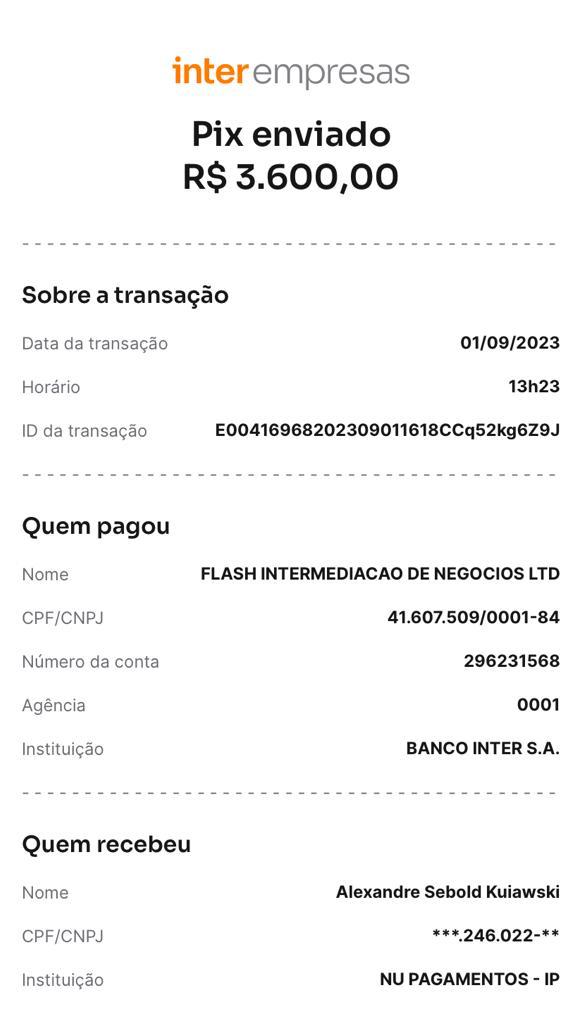 inter empresas
Pix enviado
R$ 3.600,00
Sobre a transação
Data da transação 01/09/2023
Horário 13h23
ID da transação E00416968202309011618CCq52kg6Z9J
Quem pagou
Nome FLASH INTERMEDIACAO DE NEGOCIOS LTD
CPF/CNPJ 41.607.509/0001-84
Número da conta 296231568
Agência 0001
Instituição BANCO INTER S.A.
Quem recebeu
Nome Alexandre Sebold Kuiawski
CPF/CNPJ ***.246.022-**
Instituição NU PAGAMENTOS - IP